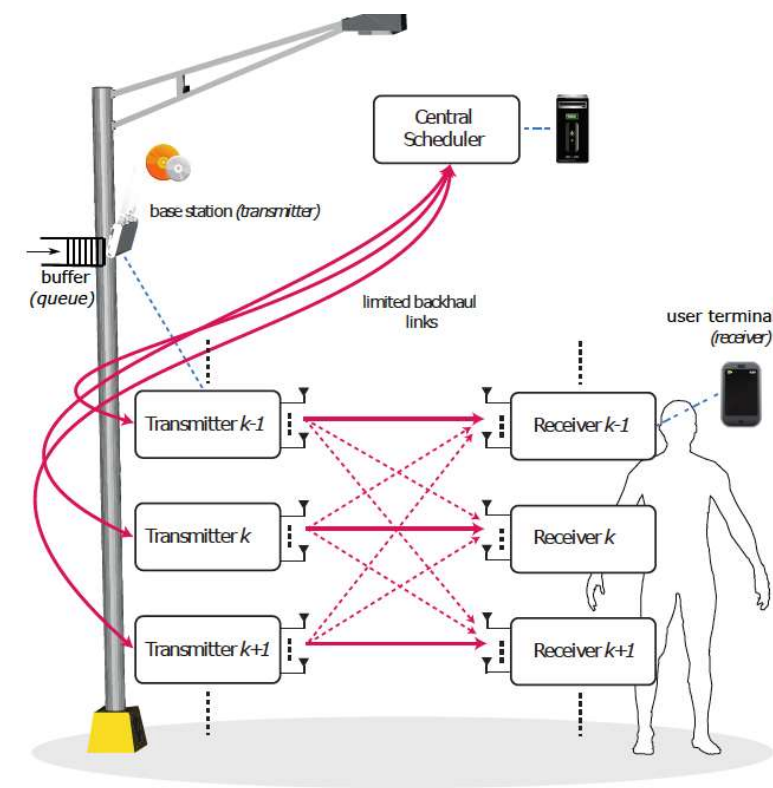 Central
Scheduler
base station (transmitter)
buffer
(queue)
limited backhaul
links
user termina
(receiver)
Transmitter k-1
Receiver k-1
Transmitter k
Receiver k
Transmitter k+1
Receiver k+1